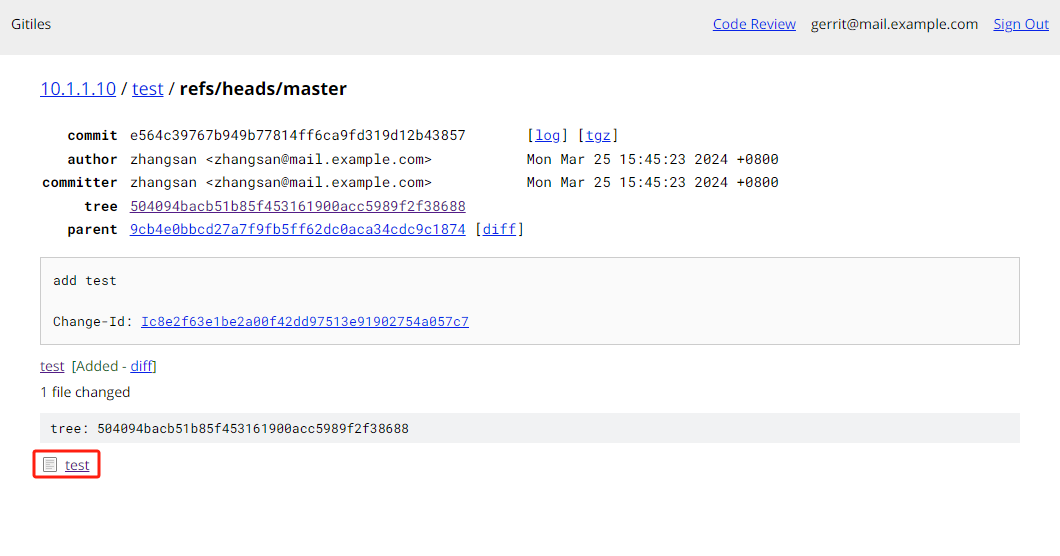 Gitiles Code Review gerrit@mail.example.com Sign Out
10.1.1.10 / test / refs/heads/master
commit e564c39767b949b77814ff6ca9fd319d12b43857 [log] [tgz]
author zhangsan <zhangsan@mail.example.com> Mon Mar 25 15:45:23 2024 +0800
committer zhangsan <zhangsan@mail.example.com> Mon Mar 25 15:45:23 2024 +0800
tree 504094bacb51b85f453161900acc5989f2f38688
parent 9cb4e0bbcd27a7f9fb5ff62dc0aca34cdc9c1874 [diff]
add test
Change-Id: Ic8e2f63e1be2a00f42dd97513e91902754a057c7
test [Added - diff]
1 file changed
tree: 504094bacb51b85f453161900acc5989f2f38688
test